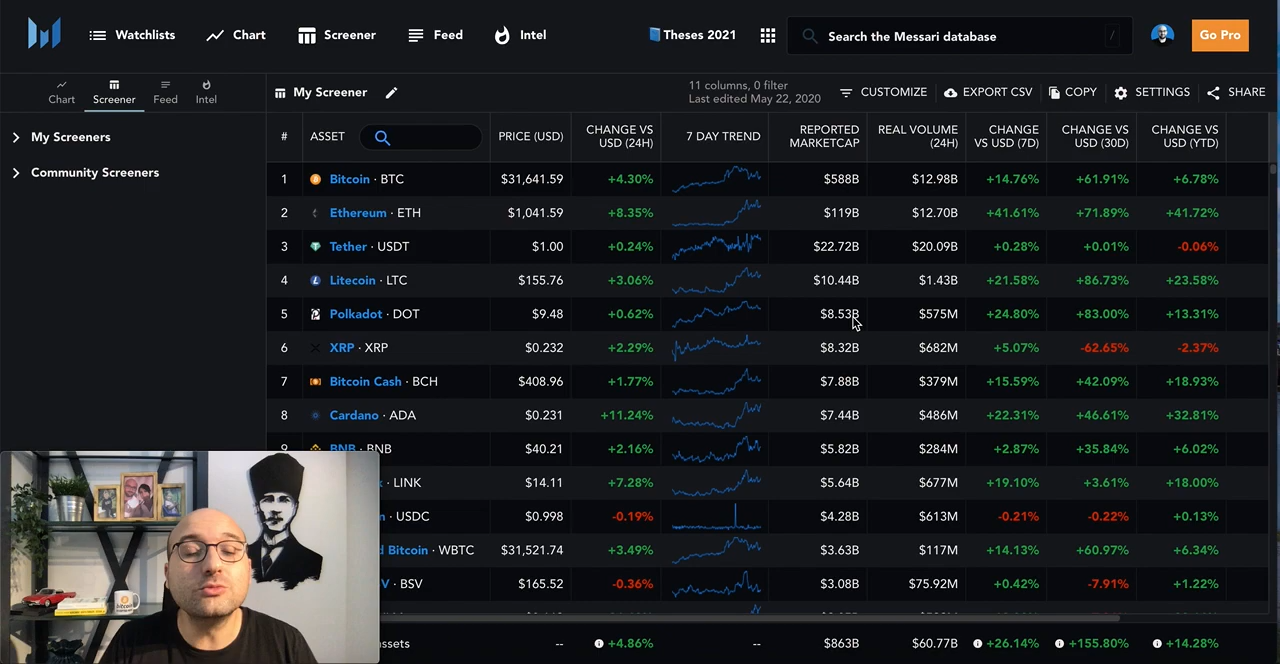 Watchlists Chart Screener Feed Intel Theses 2021 Search the Messari database / Go Pro
Chart Screener Feed Intel
My Screener
11 columns, 0 filter
Last edited May 22, 2020
CUSTOMIZE EXPORT CSV COPY SETTINGS SHARE
My Screeners
Community Screeners
# ASSET PRICE (USD) CHANGE VS USD (24H) 7 DAY TREND REPORTED MARKETCAP REAL VOLUME (24H) CHANGE VS USD (7D) CHANGE VS USD (30D) CHANGE VS USD (YTD)
1 Bitcoin · BTC $31,641.59 +4.30% $588B $12.98B +14.76% +61.91% +6.78%
2 Ethereum · ETH $1,041.59 +8.35% $119B $12.70B +41.61% +71.89% +41.72%
3 Tether · USDT $1.00 +0.24% $22.72B $20.09B +0.28% +0.01% -0.06%
4 Litecoin · LTC $155.76 +3.06% $10.44B $1.43B +21.58% +86.73% +23.58%
5 Polkadot · DOT $9.48 +0.62% $8.53B $575M +24.80% +83.00% +13.31%
6 XRP · XRP $0.232 +2.29% $8.32B $682M +5.07% -62.65% -2.37%
7 Bitcoin Cash · BCH $408.96 +1.77% $7.88B $379M +15.59% +42.09% +18.93%
8 Cardano · ADA $0.231 +11.24% $7.44B $486M +22.31% +46.61% +32.81%
9 BNB · BNB $40.21 +2.16% $5.82B $284M +2.87% +35.84% +6.02%
· LINK $14.11 +7.28% $5.64B $677M +19.10% +3.61% +18.00%
· USDC $0.998 -0.19% $4.28B $613M -0.21% -0.22% +0.13%
d Bitcoin · WBTC $31,521.74 +3.49% $3.63B $117M +14.13% +60.97% +6.34%
V · BSV $165.52 -0.36% $3.08B $75.92M +0.42% -7.91% +1.22%
assets -- +4.86% -- $863B $60.77B +26.14% +155.80% +14.28%
bitcoin